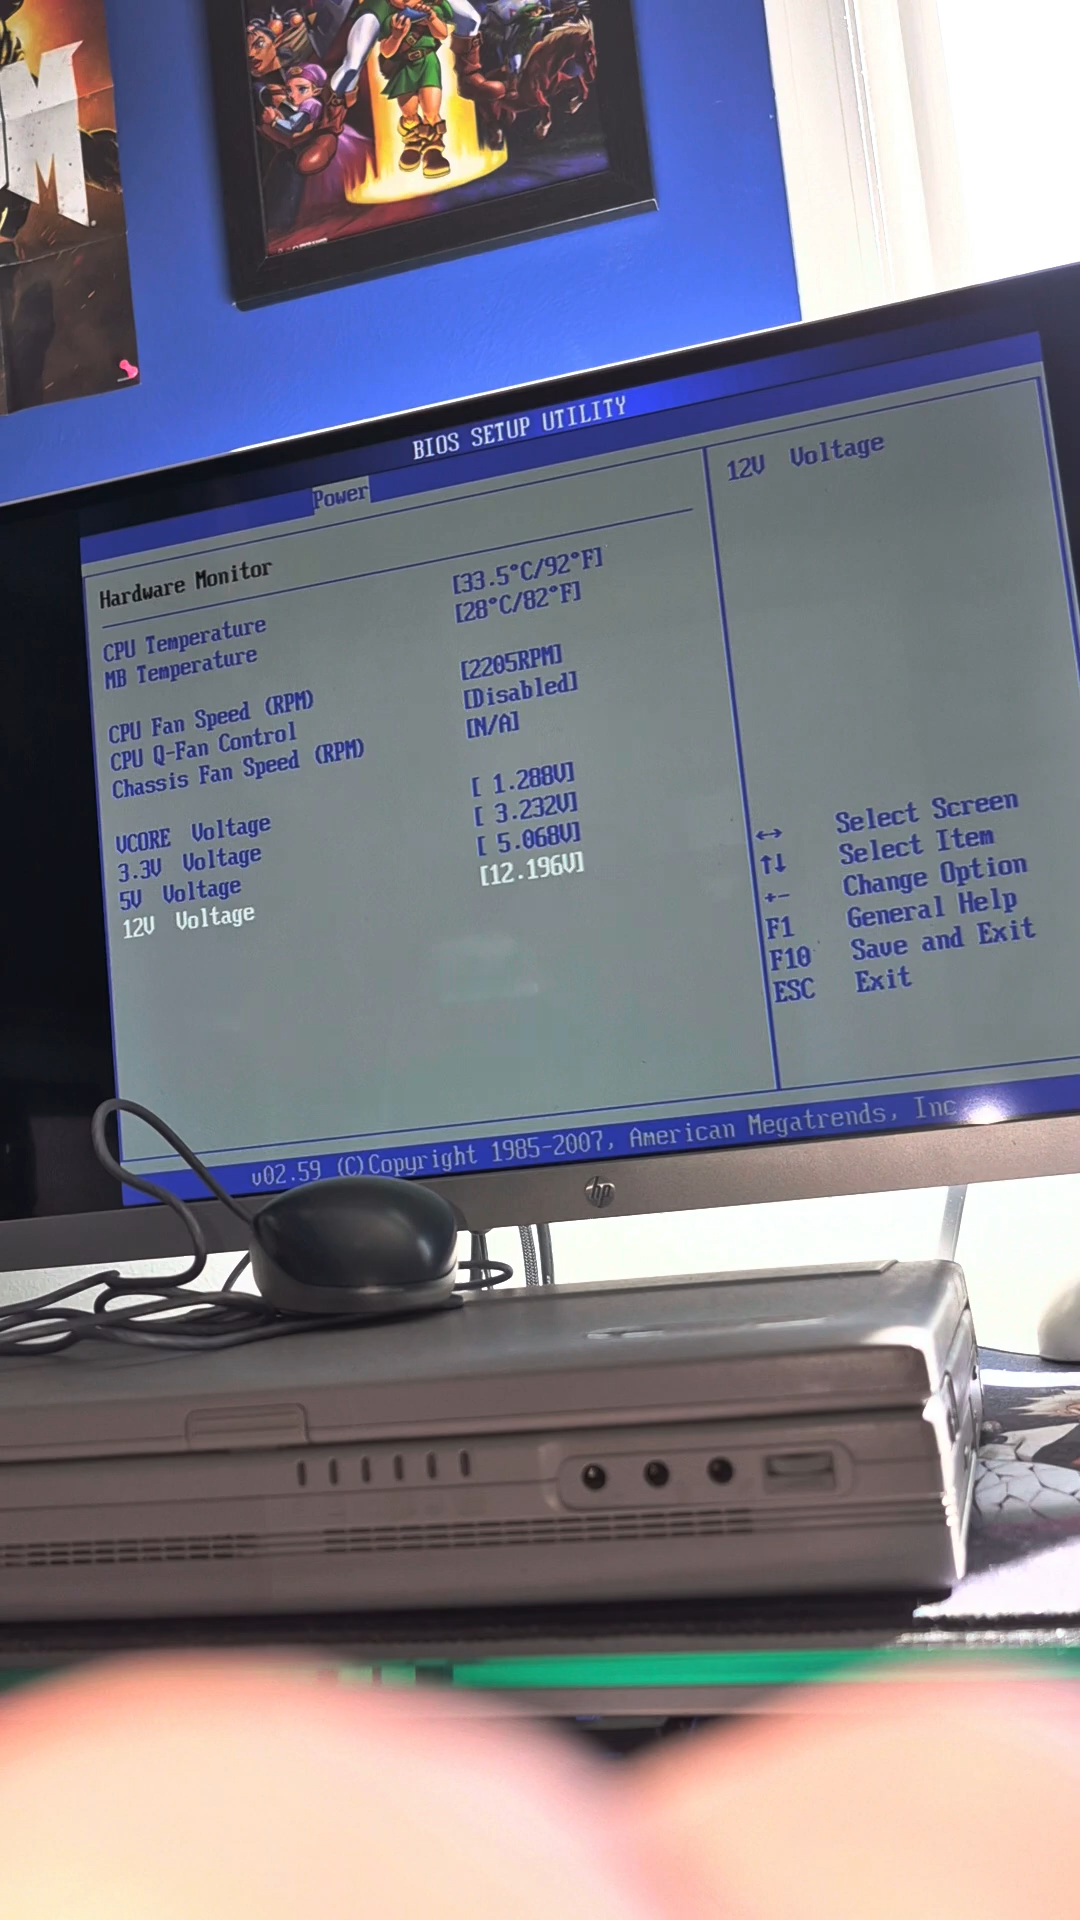 M
BIOS SETUP UTILITY
Power
Hardware Monitor
12V Voltage
CPU Temperature [33.5°C/92°F]
MB Temperature [28°C/82°F]
CPU Fan Speed (RPM) [2205RPM]
CPU Q-Fan Control [Disabled]
Chassis Fan Speed (RPM) [N/A]
VCORE Voltage [ 1.288V]
3.3V Voltage [ 3.232V]
5V Voltage [ 5.068V]
12V Voltage [12.196V]
↔ Select Screen
↑↓ Select Item
+- Change Option
F1 General Help
F10 Save and Exit
ESC Exit
v02.59 (C)Copyright 1985-2007, American Megatrends, Inc
hp